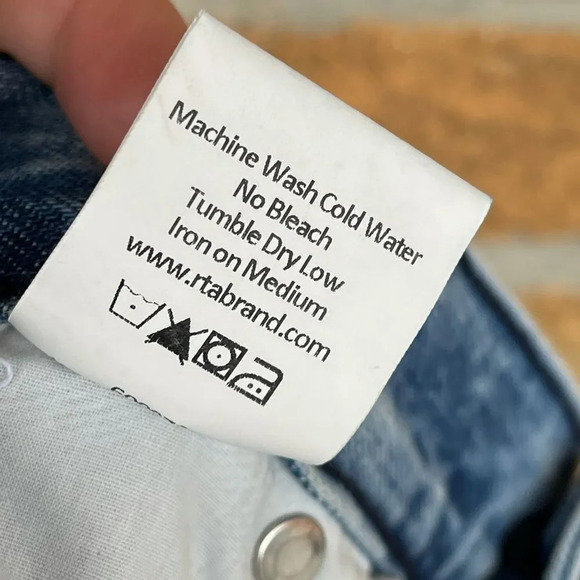 Machine Wash Cold Water
No Bleach
Tumble Dry Low
Iron on Medium
www.rtabrand.com